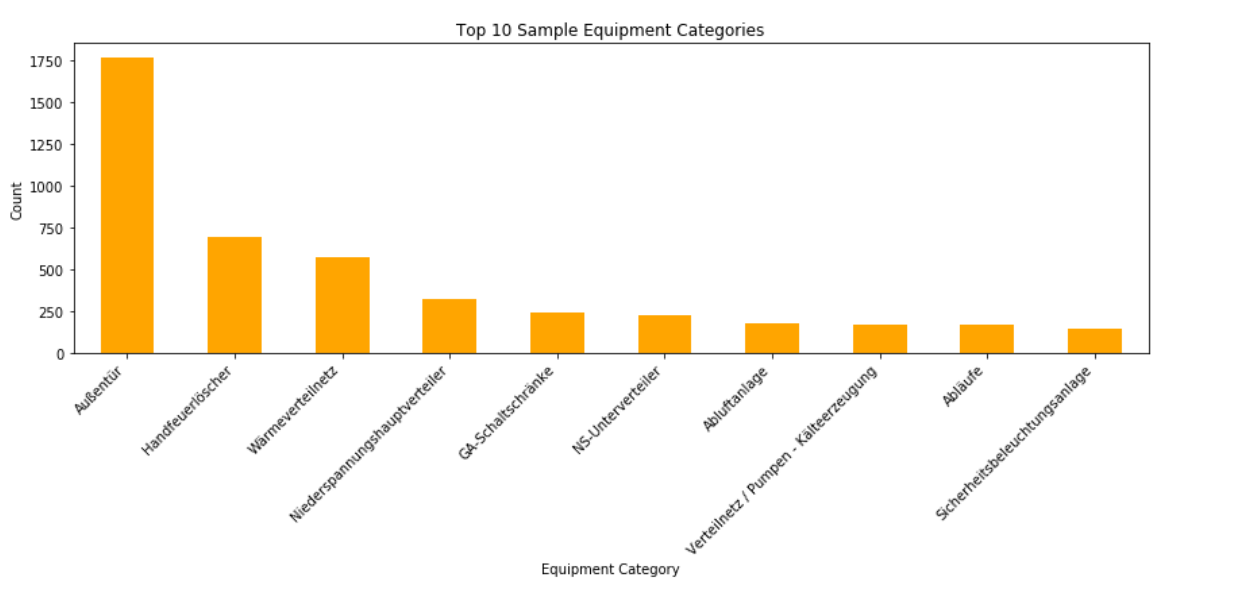 Top 10 Sample Equipment Categories
Count
1750
1500
1250
1000
750
500
250
0
Außentür
Handfeuerlöscher
Wärmeverteilnetz
Niederspannungshauptverteiler
GA-Schaltschränke
NS-Unterverteiler
Abluftanlage
Verteilnetz / Pumpen - Kälteerzeugung
Abläufe
Sicherheitsbeleuchtungsanlage
Equipment Category